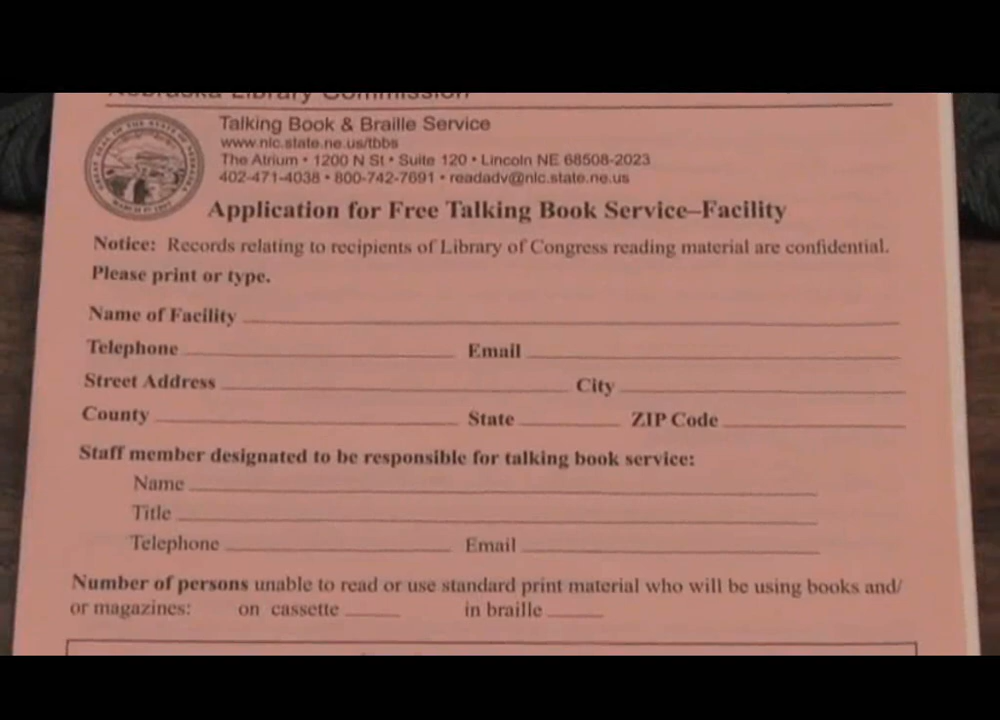 Nebraska Library Commission
Talking Book & Braille Service
www.nlc.state.ne.us/tbbs
The Atrium • 1200 N St • Suite 120 • Lincoln NE 68508-2023
402-471-4038 • 800-742-7691 • readadv@nlc.state.ne.us
Application for Free Talking Book Service–Facility
Notice: Records relating to recipients of Library of Congress reading material are confidential.
Please print or type.
Name of Facility
Telephone Email
Street Address City
County State ZIP Code
Staff member designated to be responsible for talking book service:
Name
Title
Telephone Email
Number of persons unable to read or use standard print material who will be using books and/
or magazines: on cassette in braille